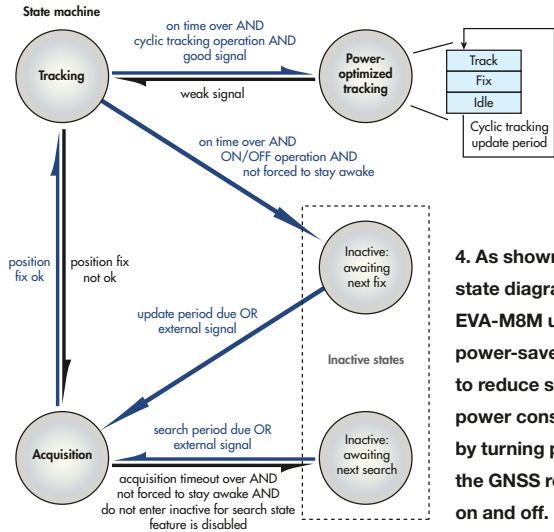 State machine
on time over AND
cyclic tracking operation AND
good signal
Tracking
Power-
optimized
tracking
weak signal
Track
Fix
Idle
Cyclic tracking
update period
on time over AND
ON/OFF operation AND
not forced to stay awake
position
fix ok
position fix
not ok
Inactive:
awaiting
next fix
update period due OR
external signal
Inactive states
search period due OR
external signal
Acquisition
Inactive:
awaiting
next search
acquisition timeout over AND
not forced to stay awake AND
do not enter inactive for search state
feature is disabled
4. As shown
state diagra
EVA-M8M u
power-save
to reduce s
power cons
by turning p
the GNSS re
on and off.